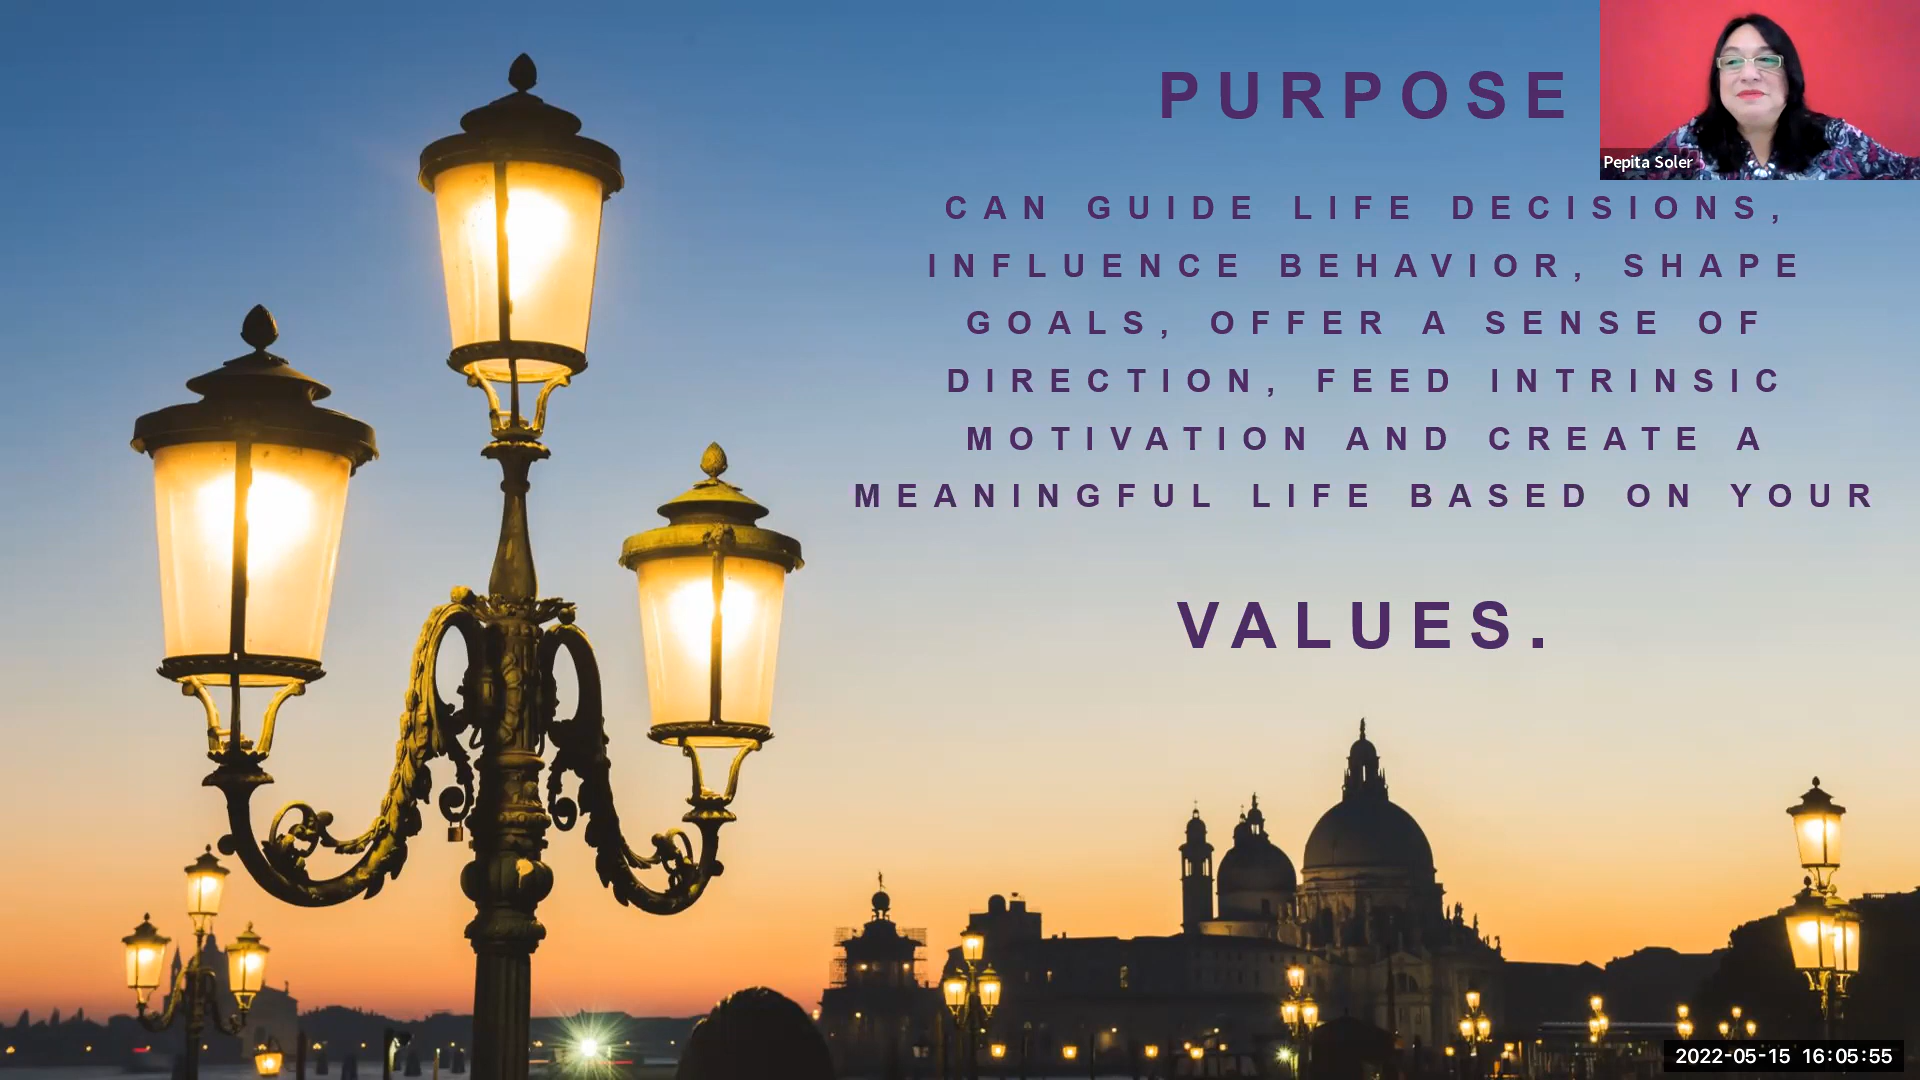 PURPOSE
Pepita Soler
CAN GUIDE LIFE DECISIONS,
INFLUENCE BEHAVIOR, SHAPE
GOALS, OFFER A SENSE OF
DIRECTION, FEED INTRINSIC
MOTIVATION AND CREATE A
MEANINGFUL LIFE BASED ON YOUR
VALUES.
2022-05-15 16:05:55